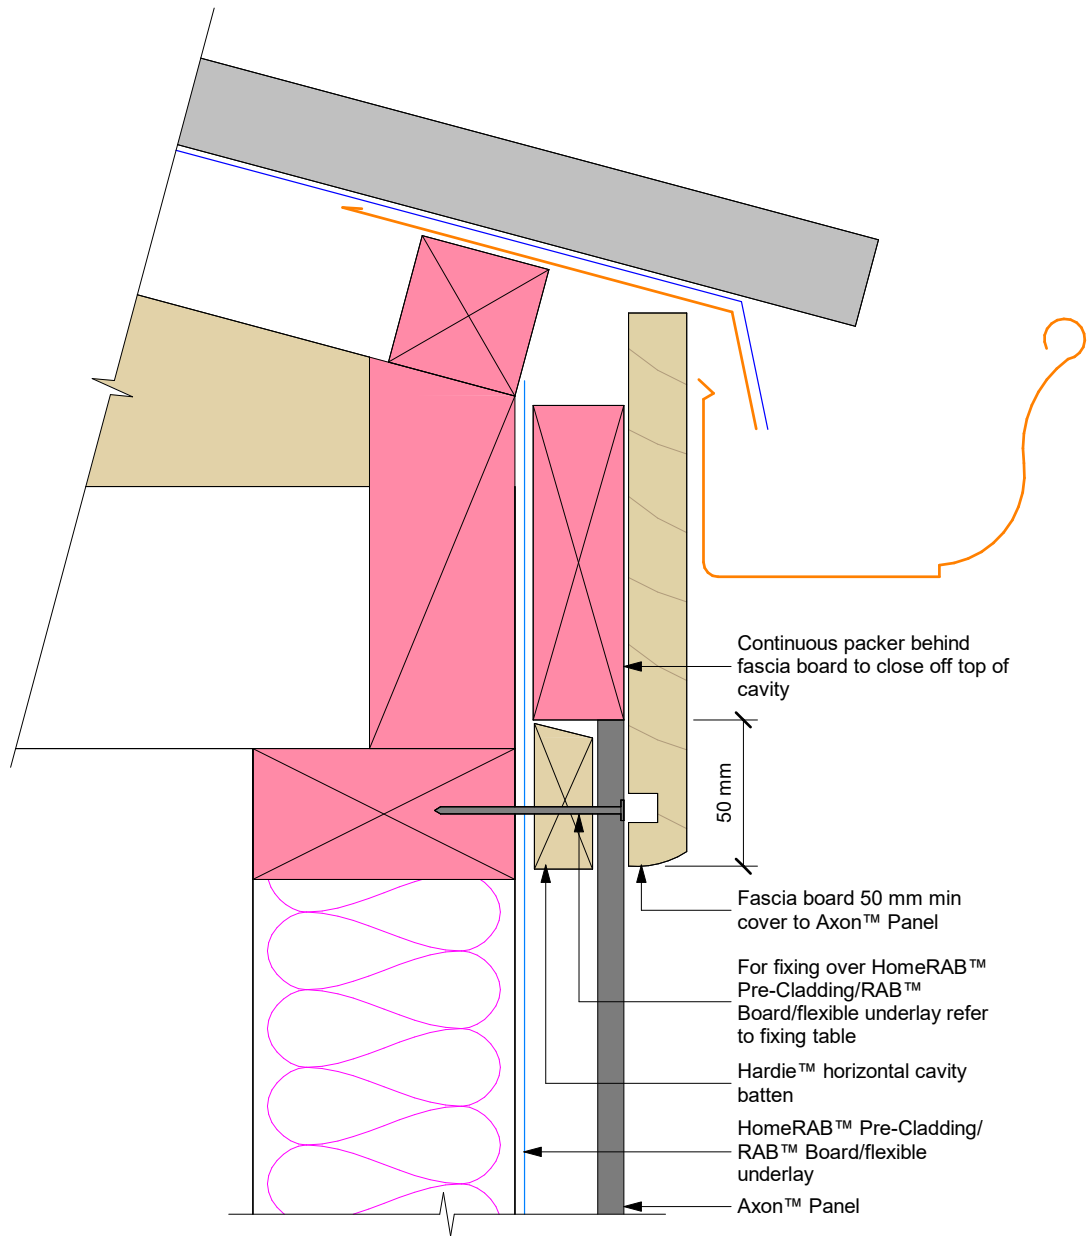 Continuous packer behind
fascia board to close off top of
cavity
50 mm
Fascia board 50 mm min
cover to Axon™ Panel
For fixing over HomeRAB™
Pre-Cladding/RAB™
Board/flexible underlay refer
to fixing table
Hardie™ horizontal cavity
batten
HomeRAB™ Pre-Cladding/
RAB™ Board/flexible
underlay
Axon™ Panel